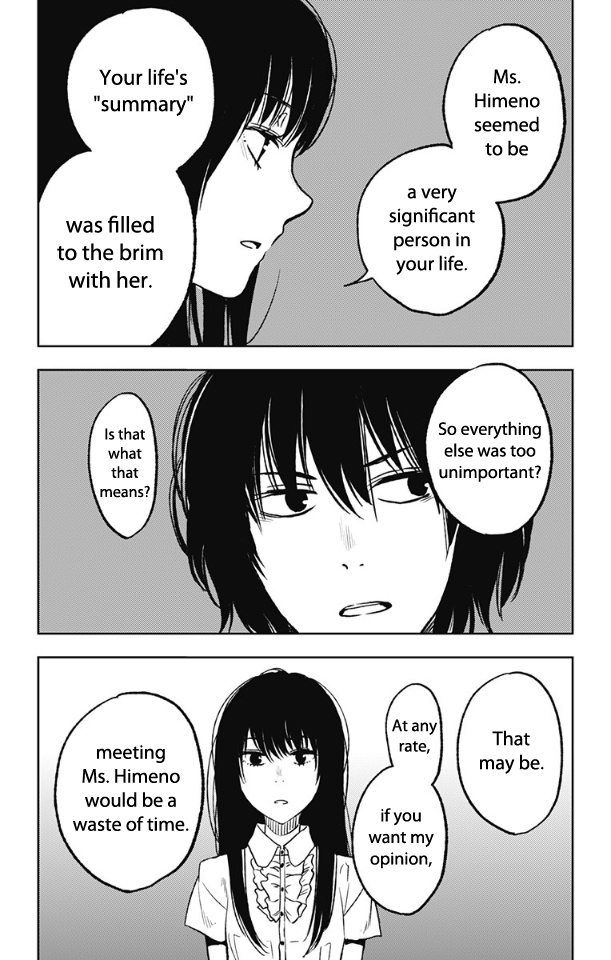 Ms.
Himeno
seemed
to be
a very
significant
person in
your life.
Your life's
"summary"
was filled
to the brim
with her.
So everything
else was too
unimportant?
Is that
what
that
means?
That
may be.
At any
rate,
if you
want my
opinion,
meeting
Ms. Himeno
would be a
waste of time.